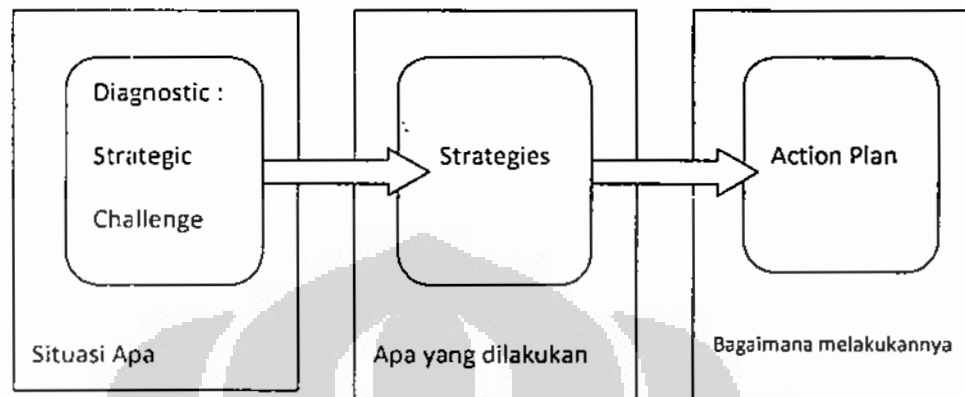 Diagnostic :
Strategic
Challenge
Situasi Apa
Strategies
Apa yang dilakukan
Action Plan
Bagaimana melakukannya